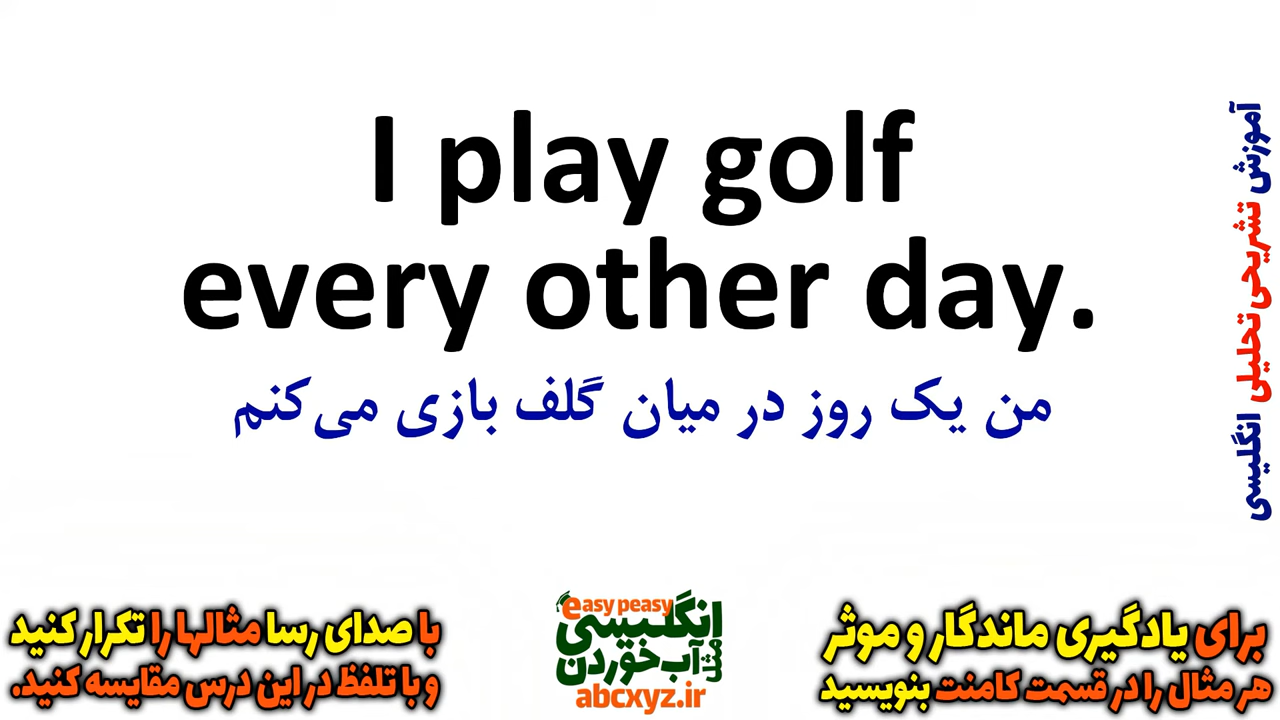 I play golf
every other day.
من یک روز در میان گلف بازی می‌کنم
آموزش تشریحی تحلیلی انگلیسی
با صدای رسا مثالها را تکرار کنید
و با تلفظ در این درس مقایسه کنید.
easy peasy
انگلیسی
مثل آب خوردن
abcxyz.ir
برای یادگیری ماندگار و موثر
هر مثال را در قسمت کامنت بنویسید